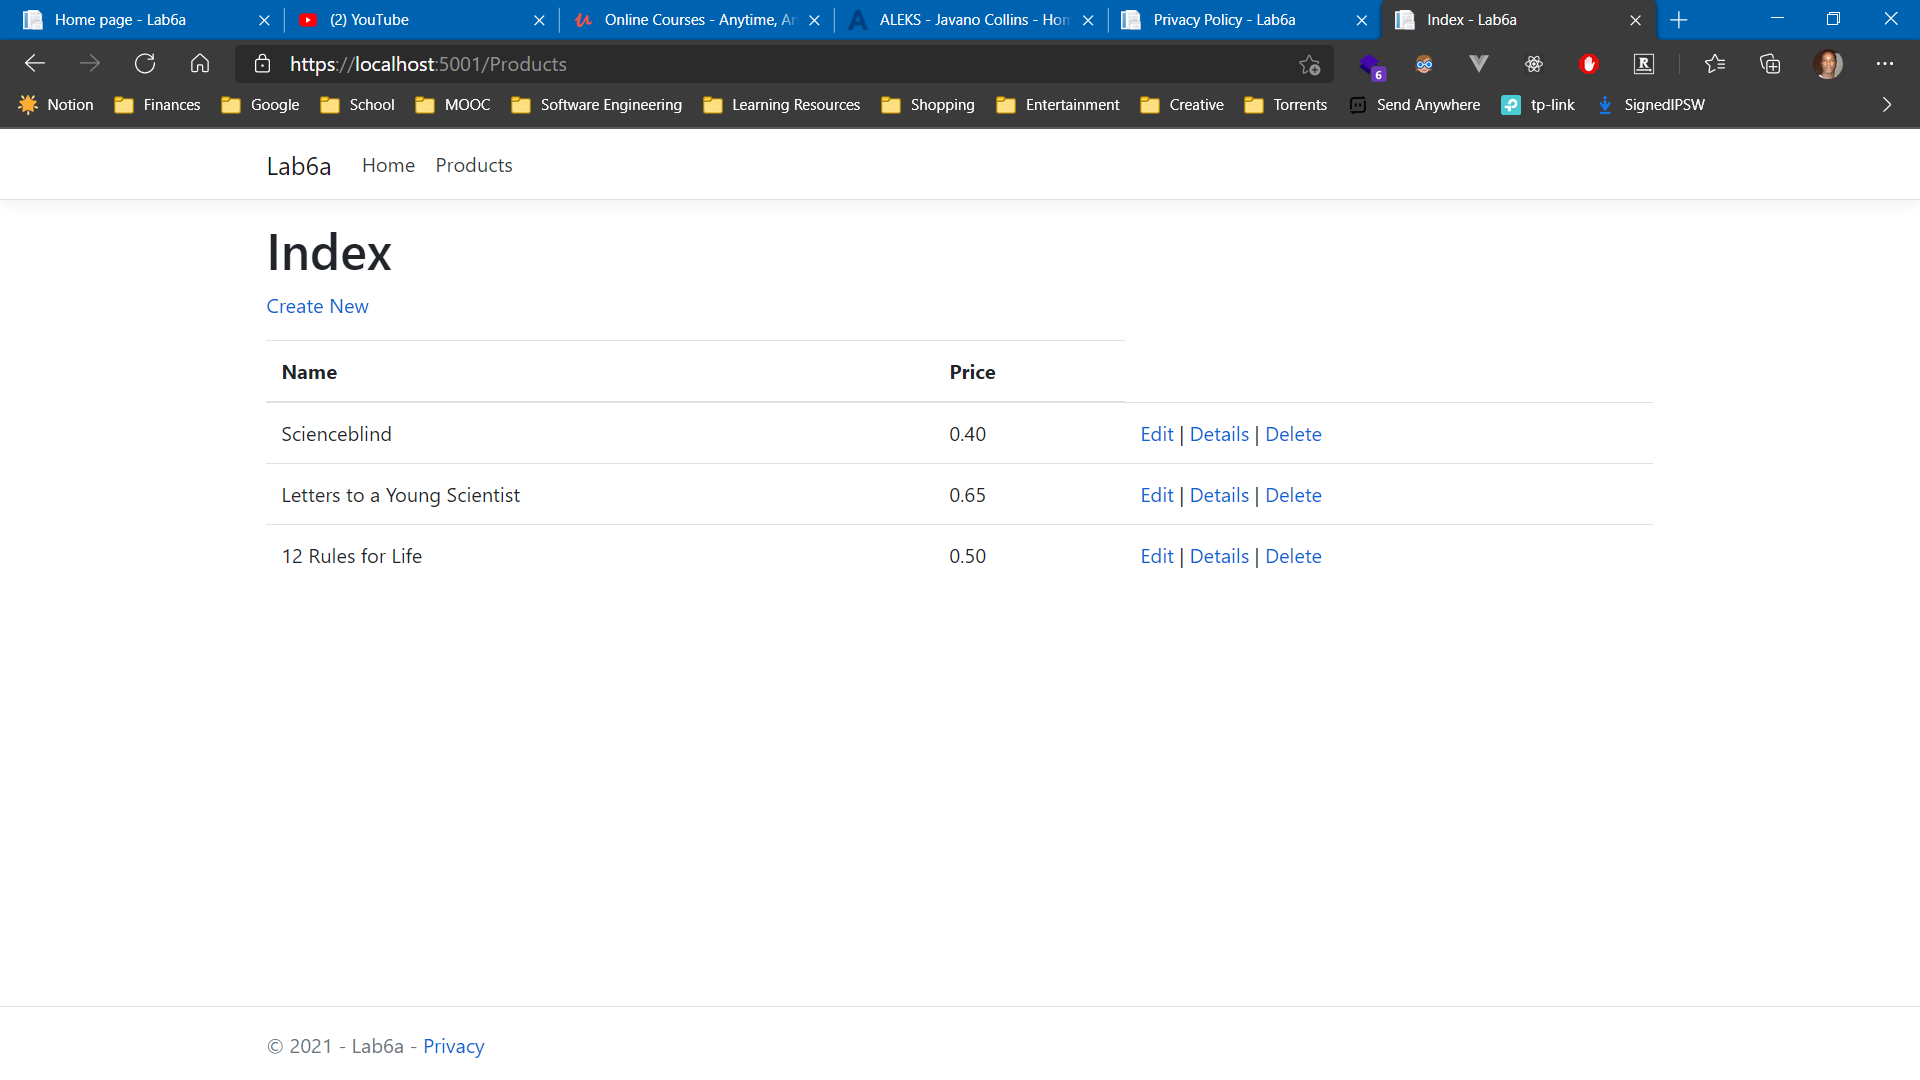 Home page - Lab6a (2) YouTube Online Courses - Anytime, An ALEKS - Javano Collins - Hom Privacy Policy - Lab6a Index - Lab6a
https://localhost:5001/Products 6
Notion Finances Google School MOOC Software Engineering Learning Resources Shopping Entertainment Creative Torrents Send Anywhere tp-link SignedIPSW
Lab6a Home Products
Index
Create New
Name Price
Scienceblind 0.40 Edit | Details | Delete
Letters to a Young Scientist 0.65 Edit | Details | Delete
12 Rules for Life 0.50 Edit | Details | Delete
© 2021 - Lab6a - Privacy